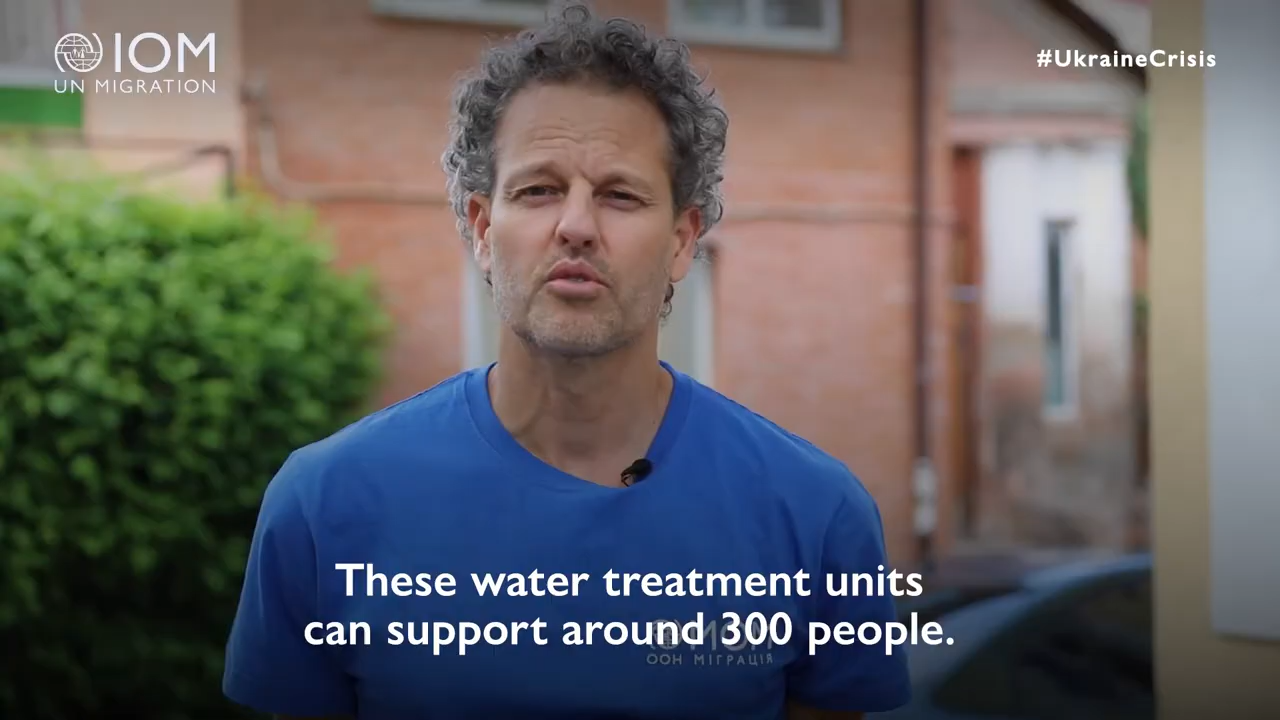 IOM
UN MIGRATION
#UkraineCrisis
These water treatment units
can support around 300 people.
ООН МІГРАЦІЯ